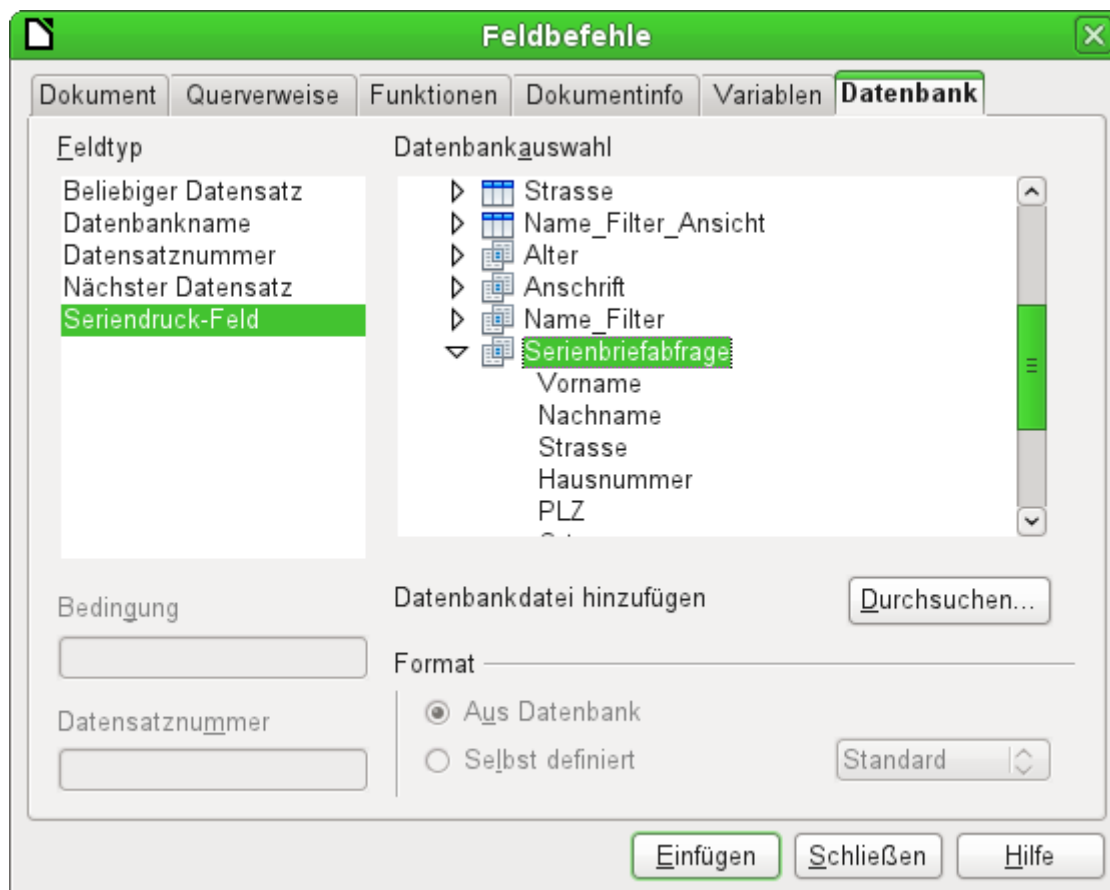 Feldbefehle
Dokument Querverweise Funktionen Dokumentinfo Variablen Datenbank
Feldtyp
Beliebiger Datensatz
Datenbankname
Datensatznummer
Nächster Datensatz
Seriendruck-Feld
Datenbankauswahl
Strasse
Name_Filter_Ansicht
Alter
Anschrift
Name_Filter
Serienbriefabfrage
Vorname
Nachname
Strasse
Hausnummer
PLZ
Bedingung
Datensatznummer
Datenbankdatei hinzufügen Durchsuchen...
Format
Aus Datenbank
Selbst definiert Standard
Einfügen Schließen Hilfe